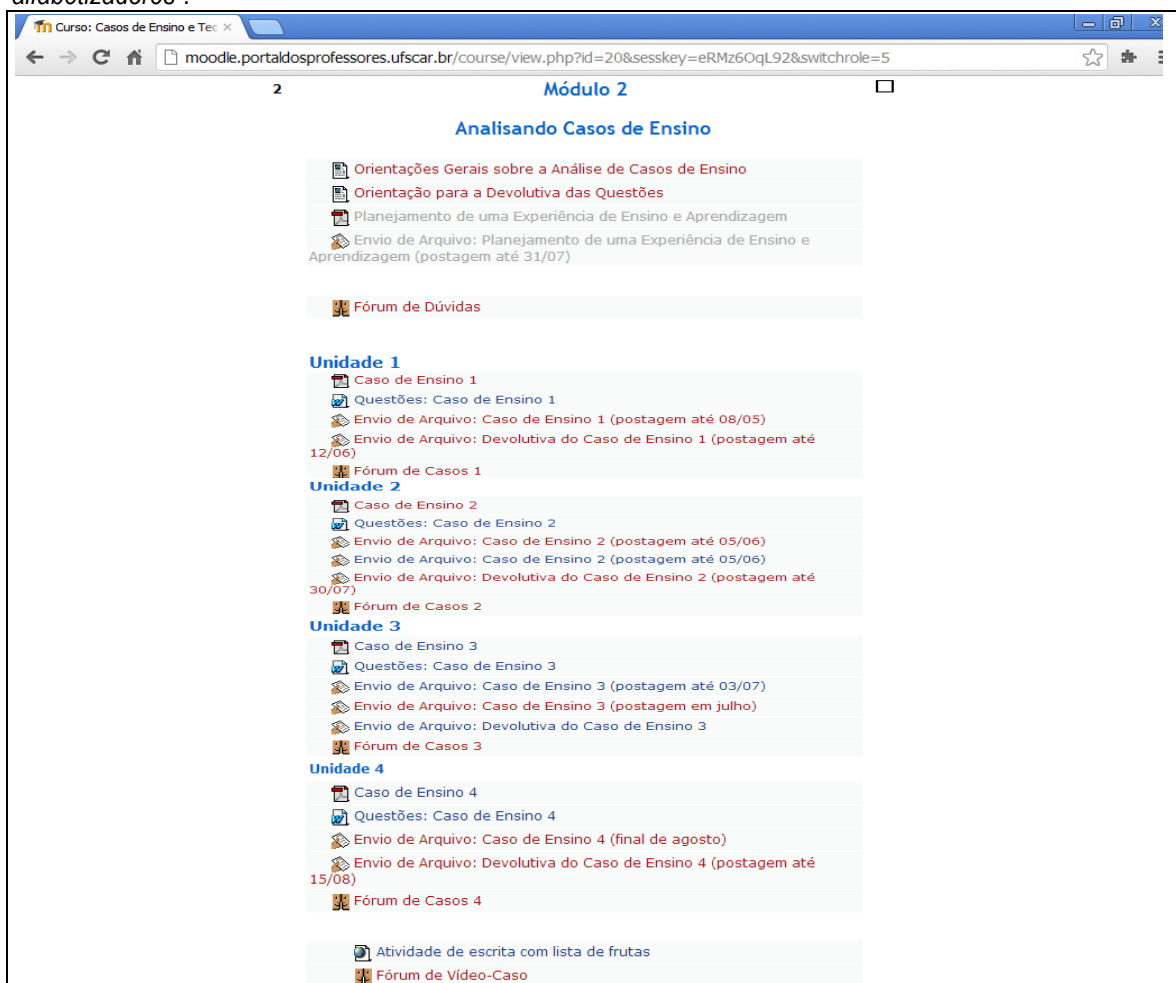 alfabetizadores".
Curso: Casos de Ensino e Tec
moodle.portaldosprofessores.ufscar.br/course/view.php?id=20&sesskey=eRMz6OqL92&switchrole=5
2 Módulo 2
Analisando Casos de Ensino
Orientações Gerais sobre a Análise de Casos de Ensino
Orientação para a Devolutiva das Questões
Planejamento de uma Experiência de Ensino e Aprendizagem
Envio de Arquivo: Planejamento de uma Experiência de Ensino e
Aprendizagem (postagem até 31/07)
Fórum de Dúvidas
Unidade 1
Caso de Ensino 1
Questões: Caso de Ensino 1
Envio de Arquivo: Caso de Ensino 1 (postagem até 08/05)
Envio de Arquivo: Devolutiva do Caso de Ensino 1 (postagem até
12/06)
Fórum de Casos 1
Unidade 2
Caso de Ensino 2
Questões: Caso de Ensino 2
Envio de Arquivo: Caso de Ensino 2 (postagem até 05/06)
Envio de Arquivo: Caso de Ensino 2 (postagem até 05/06)
Envio de Arquivo: Devolutiva do Caso de Ensino 2 (postagem até
30/07)
Fórum de Casos 2
Unidade 3
Caso de Ensino 3
Questões: Caso de Ensino 3
Envio de Arquivo: Caso de Ensino 3 (postagem até 03/07)
Envio de Arquivo: Caso de Ensino 3 (postagem em julho)
Envio de Arquivo: Devolutiva do Caso de Ensino 3
Fórum de Casos 3
Unidade 4
Caso de Ensino 4
Questões: Caso de Ensino 4
Envio de Arquivo: Caso de Ensino 4 (final de agosto)
Envio de Arquivo: Devolutiva do Caso de Ensino 4 (postagem até
15/08)
Fórum de Casos 4
Atividade de escrita com lista de frutas
Fórum de Vídeo-Caso